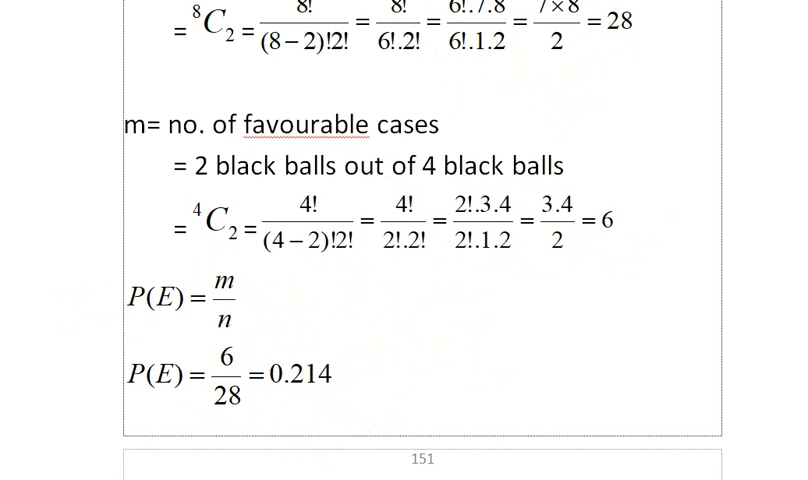 = ⁸C₂ = 8!/(8−2)!2! = 8!/6!.2! = 6!.7.8/6!.1.2 = 7×8/2 = 28
m= no. of favourable cases
= 2 black balls out of 4 black balls
= ⁴C₂ = 4!/(4−2)!2! = 4!/2!.2! = 2!.3.4/2!.1.2 = 3.4/2 = 6
P(E) = m/n
P(E) = 6/28 = 0.214
151